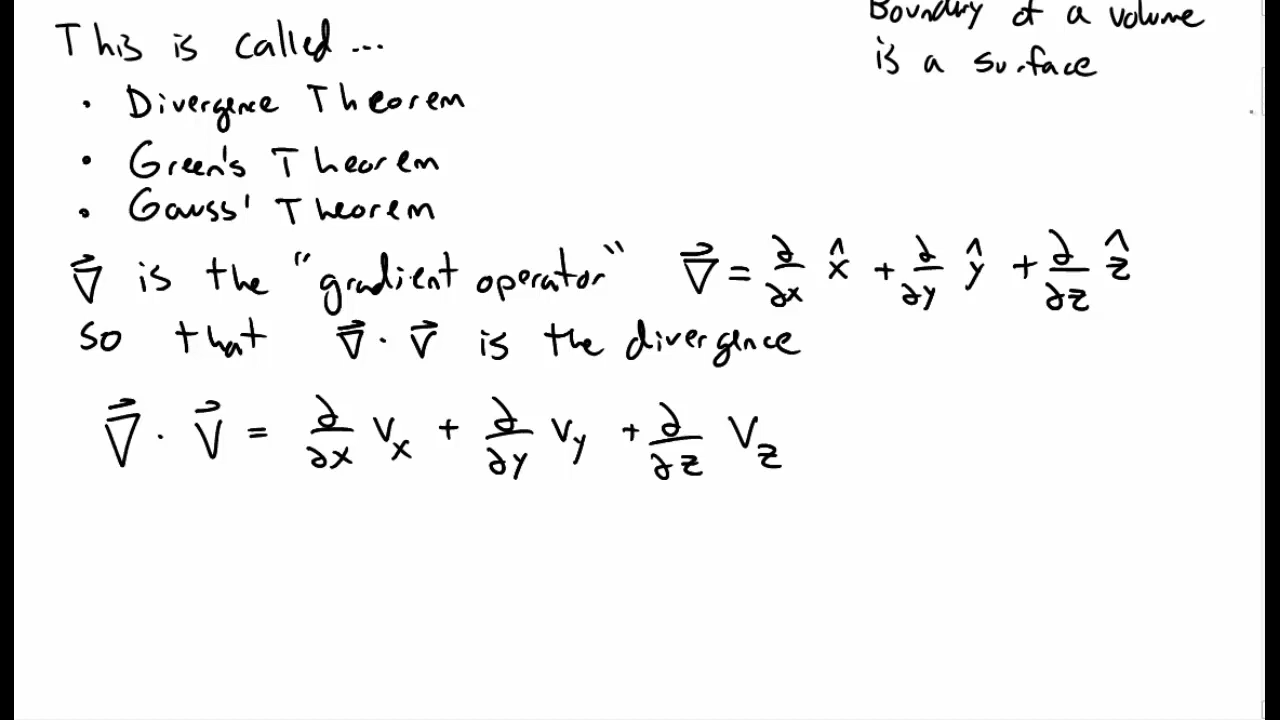 Boundary of a volume
is a surface
This is called...
• Divergence Theorem
• Green's Theorem
• Gauss' Theorem
∇⃗ is the "gradient operator" ∇⃗ = ∂/∂x x̂ + ∂/∂y ŷ + ∂/∂z ẑ
so that ∇⃗ · v⃗ is the divergence
∇⃗ · v⃗ = ∂/∂x Vx + ∂/∂y Vy + ∂/∂z Vz